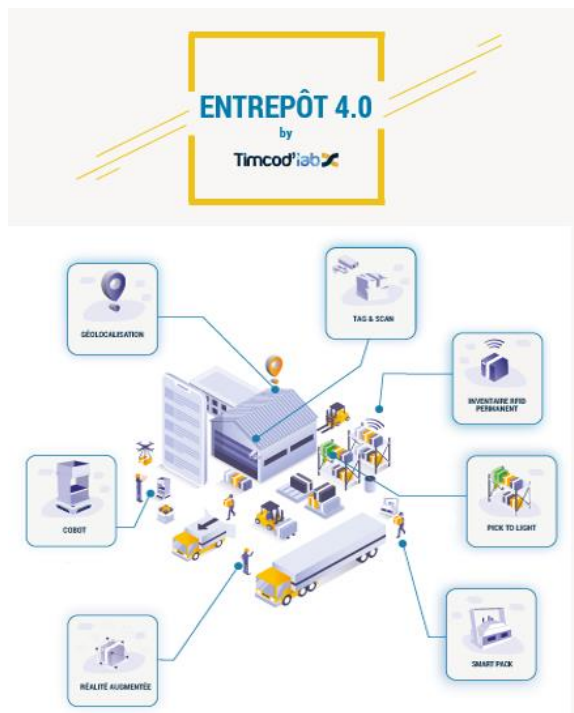 ENTREPÔT 4.0
by
Timcod'lab
GÉOLOCALISATION
TAG & SCAN
INVENTAIRE RFID
PERMANENT
COBOT
PICK TO LIGHT
RÉALITÉ AUGMENTÉE
SMART PACK